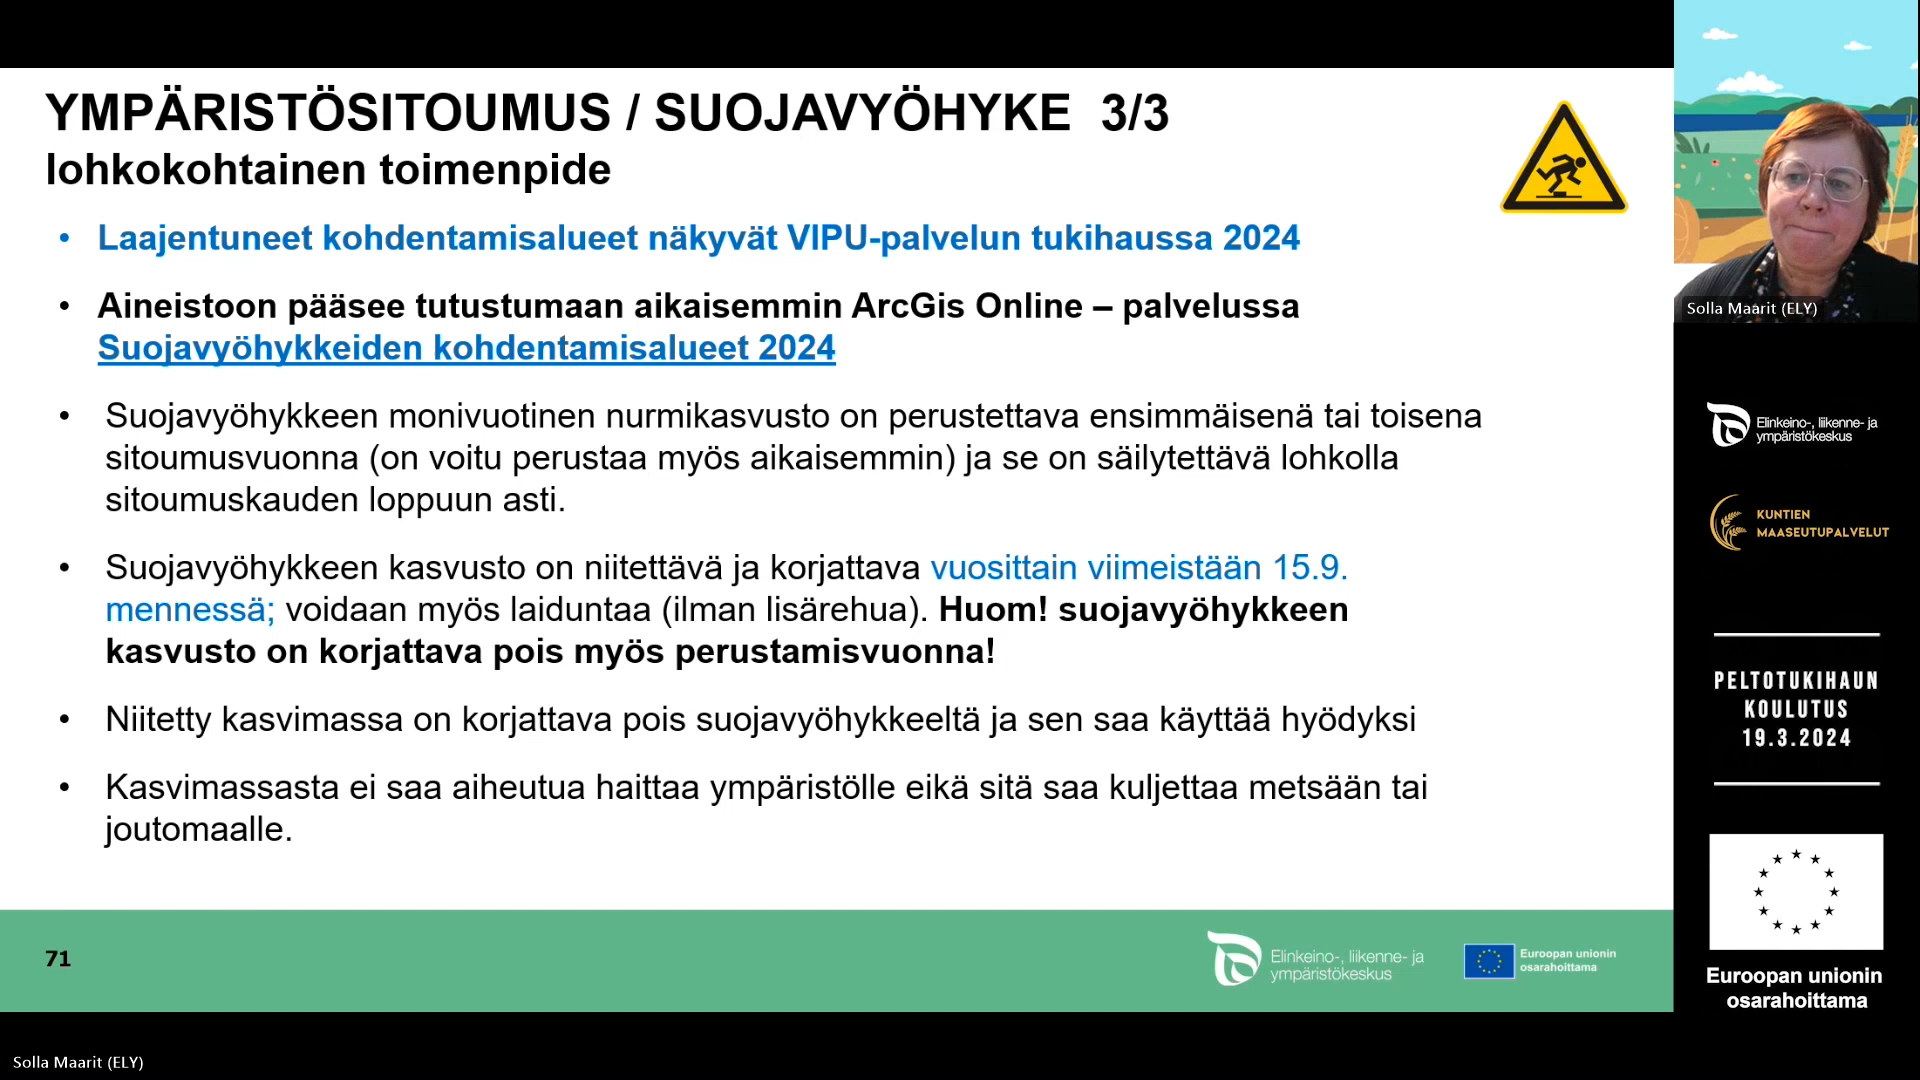 YMPÄRISTÖSITOUMUS / SUOJAVYÖHYKE 3/3
lohkokohtainen toimenpide
• Laajentuneet kohdentamisalueet näkyvät VIPU-palvelun tukihaussa 2024
• Aineistoon pääsee tutustumaan aikaisemmin ArcGis Online – palvelussa
Suojavyöhykkeiden kohdentamisalueet 2024
• Suojavyöhykkeen monivuotinen nurmikasvusto on perustettava ensimmäisenä tai toisena
sitoumusvuonna (on voitu perustaa myös aikaisemmin) ja se on säilytettävä lohkolla
sitoumuskauden loppuun asti.
• Suojavyöhykkeen kasvusto on niitettävä ja korjattava vuosittain viimeistään 15.9.
mennessä; voidaan myös laiduntaa (ilman lisärehua). Huom! suojavyöhykkeen
kasvusto on korjattava pois myös perustamisvuonna!
• Niitetty kasvimassa on korjattava pois suojavyöhykkeeltä ja sen saa käyttää hyödyksi
• Kasvimassasta ei saa aiheutua haittaa ympäristölle eikä sitä saa kuljettaa metsään tai
joutomaalle.
71
Elinkeino-, liikenne- ja
ympäristökeskus
Euroopan unionin
osarahoittama
Solla Maarit (ELY)
Elinkeino-, liikenne- ja
ympäristökeskus
KUNTIEN
MAASEUTUPALVELUT
PELTOTUKIHAUN
KOULUTUS
19.3.2024
Euroopan unionin
osarahoittama
Solla Maarit (ELY)